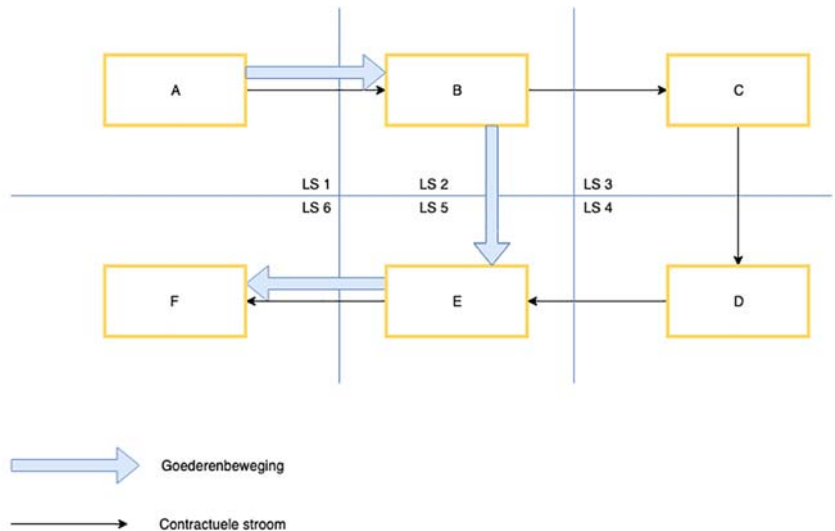 A
B
C
LS 1
LS 2
LS 3
LS 6
LS 5
LS 4
F
E
D
Goederenbeweging
Contractuele stroom